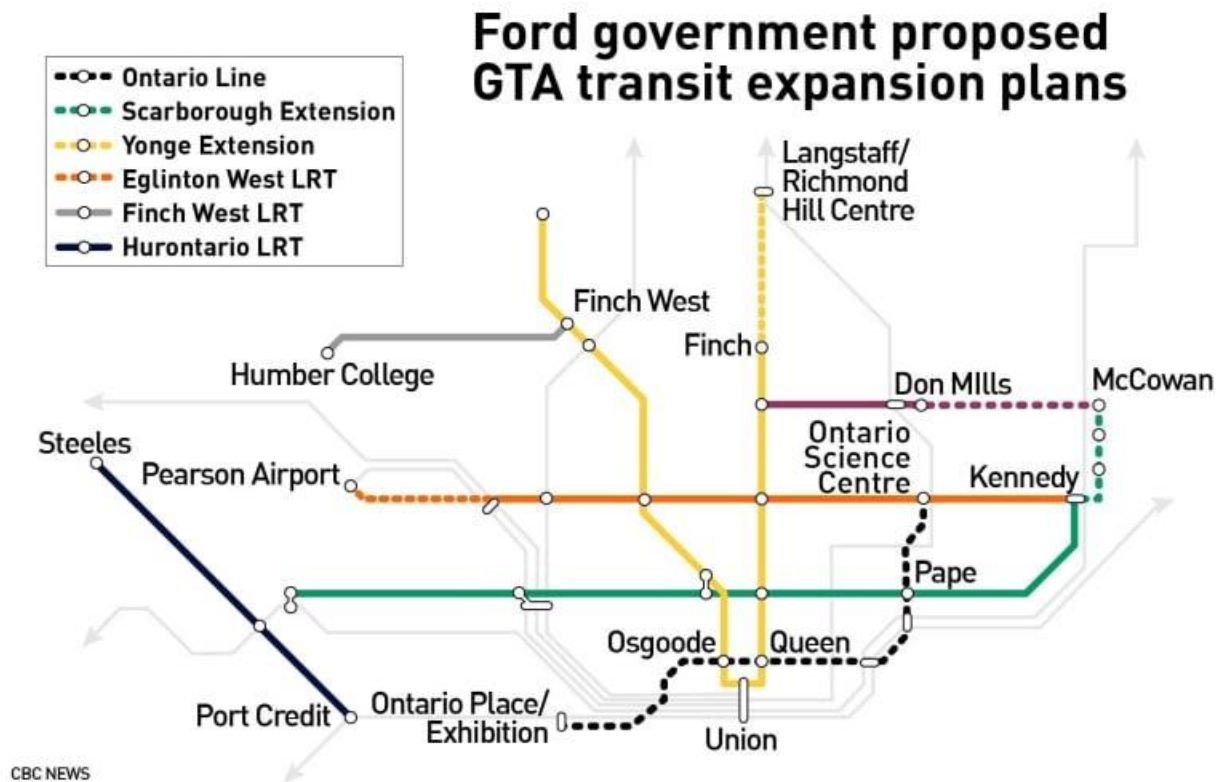 Ford government proposed
GTA transit expansion plans
Ontario Line
Scarborough Extension
Yonge Extension
Eglinton West LRT
Finch West LRT
Hurontario LRT
Langstaff/
Richmond
Hill Centre
Finch West
Finch
Humber College
Don MIlls
McCowan
Steeles
Ontario
Science
Centre
Pearson Airport
Kennedy
Pape
Osgoode
Queen
Port Credit
Ontario Place/
Exhibition
Union
CBC NEWS